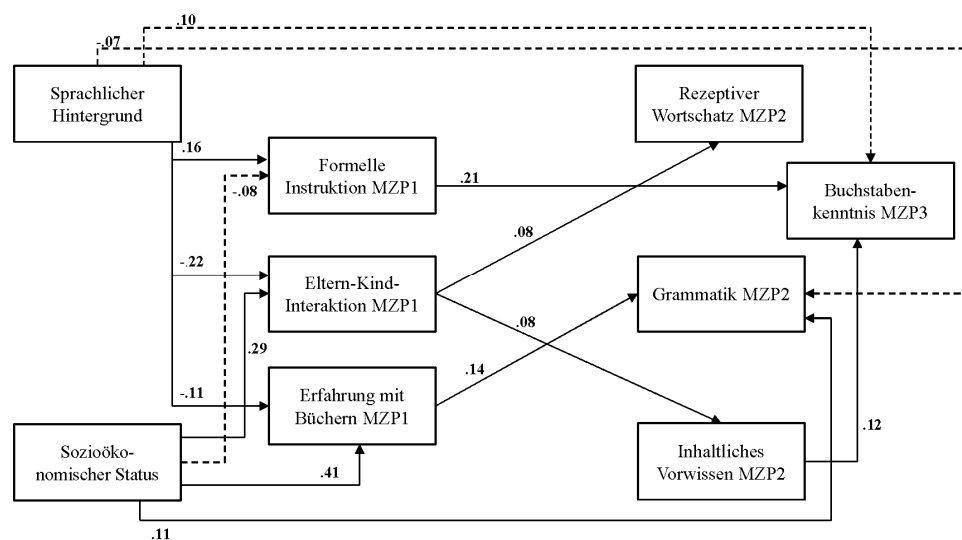 .10
-.07
Sprachlicher
Hintergrund
Rezeptiver
Wortschatz MZP2
.16
Formelle
Instruktion MZP1
-.08
.21
Buchstaben-
kenntnis MZP3
.08
-.22
Eltern-Kind-
Interaktion MZP1
Grammatik MZP2
.08
.29
.14
-.11
Erfahrung mit
Büchern MZP1
.12
Sozioöko-
nomischer Status
.41
Inhaltliches
Vorwissen MZP2
.11